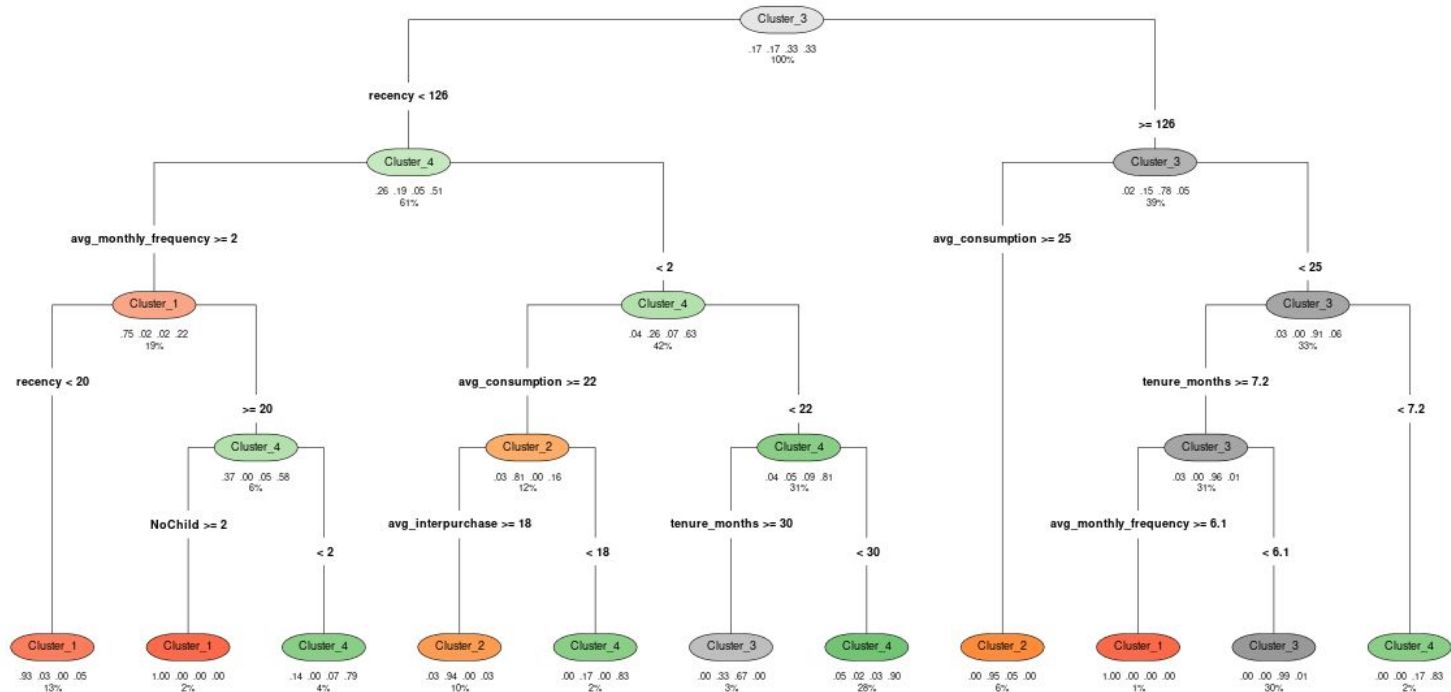 Cluster_3
.17 .17 .33 .33
100%
recency < 126
>= 126
Cluster_4
.26 .19 .05 .51
61%
Cluster_3
.02 .15 .78 .05
39%
avg_monthly_frequency >= 2
< 2
avg_consumption >= 25
< 25
Cluster_1
.75 .02 .02 .22
19%
Cluster_4
.04 .26 .07 .63
42%
Cluster_3
.03 .00 .91 .06
33%
recency < 20
>= 20
avg_consumption >= 22
< 22
tenure_months >= 7.2
< 7.2
Cluster_4
.37 .00 .05 .58
6%
Cluster_2
.03 .81 .00 .16
12%
Cluster_4
.04 .05 .09 .81
31%
Cluster_3
.03 .00 .96 .01
31%
NoChild >= 2
< 2
avg_interpurchase >= 18
< 18
tenure_months >= 30
< 30
avg_monthly_frequency >= 6.1
< 6.1
Cluster_1
.93 .03 .00 .05
13%
Cluster_1
1.00 .00 .00 .00
2%
Cluster_4
.14 .00 .07 .79
4%
Cluster_2
.03 .94 .00 .03
10%
Cluster_4
.00 .17 .00 .83
2%
Cluster_3
.00 .33 .67 .00
3%
Cluster_4
.05 .02 .03 .90
28%
Cluster_2
.00 .95 .05 .00
6%
Cluster_1
1.00 .00 .00 .00
1%
Cluster_3
.00 .00 .99 .01
30%
Cluster_4
.00 .00 .17 .83
2%